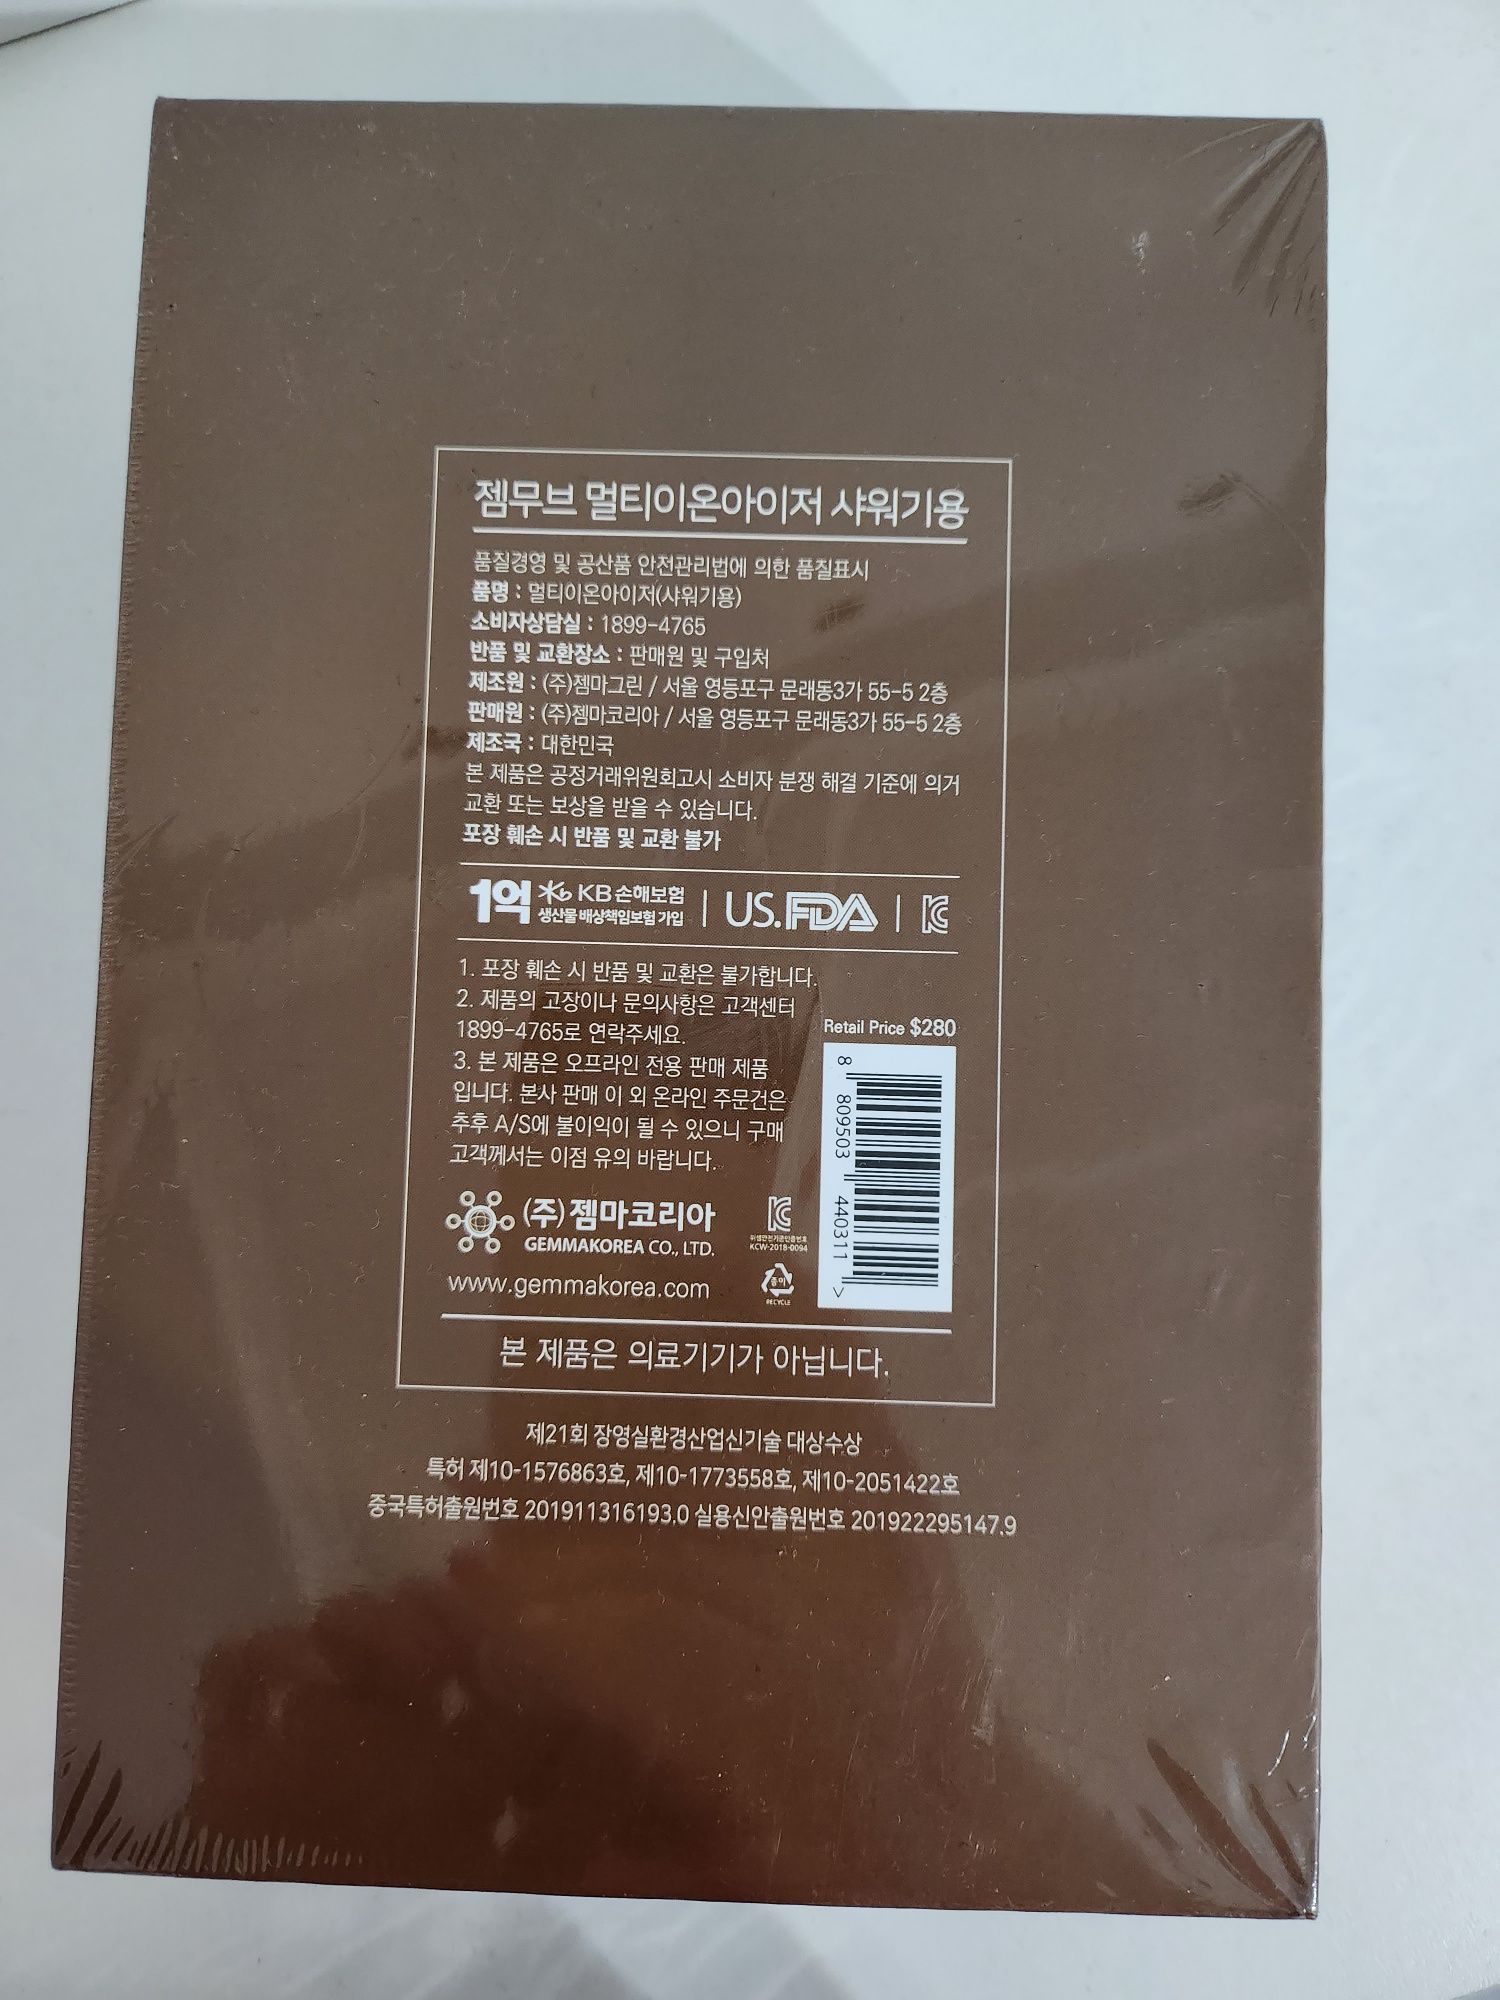 젬무브 멀티이온아이저 샤워기용
품질경영 및 공산품 안전관리법에 의한 품질표시
품명 : 멀티이온아이저(샤워기용)
소비자상담실 : 1899-4765
반품 및 교환장소 : 판매원 및 구입처
제조원 : (주)젬마그린 / 서울 영등포구 문래동3가 55-5 2층
판매원 : (주)젬마코리아 / 서울 영등포구 문래동3가 55-5 2층
제조국 : 대한민국
본 제품은 공정거래위원회고시 소비자 분쟁 해결 기준에 의거
교환 또는 보상을 받을 수 있습니다.
포장 훼손 시 반품 및 교환 불가
1억 KB손해보험
생산물 배상책임보험 가입
US.FDA
KC
1. 포장 훼손 시 반품 및 교환은 불가합니다.
2. 제품의 고장이나 문의사항은 고객센터
1899-4765로 연락주세요.
3. 본 제품은 오프라인 전용 판매 제품
입니다. 본사 판매 이 외 온라인 주문건은
추후 A/S에 불이익이 될 수 있으니 구매
고객께서는 이점 유의 바랍니다.
Retail Price $280
8 809503 440311 >
(주)젬마코리아
GEMMAKOREA CO., LTD.
www.gemmakorea.com
KC
위생안전기준인증번호
KCW-2018-0094
종이
RECYCLE
본 제품은 의료기기가 아닙니다.
제21회 장영실환경산업신기술 대상수상
특허 제10-1576863호, 제10-1773558호, 제10-2051422호
중국특허출원번호 201911316193.0 실용신안출원번호 201922295147.9